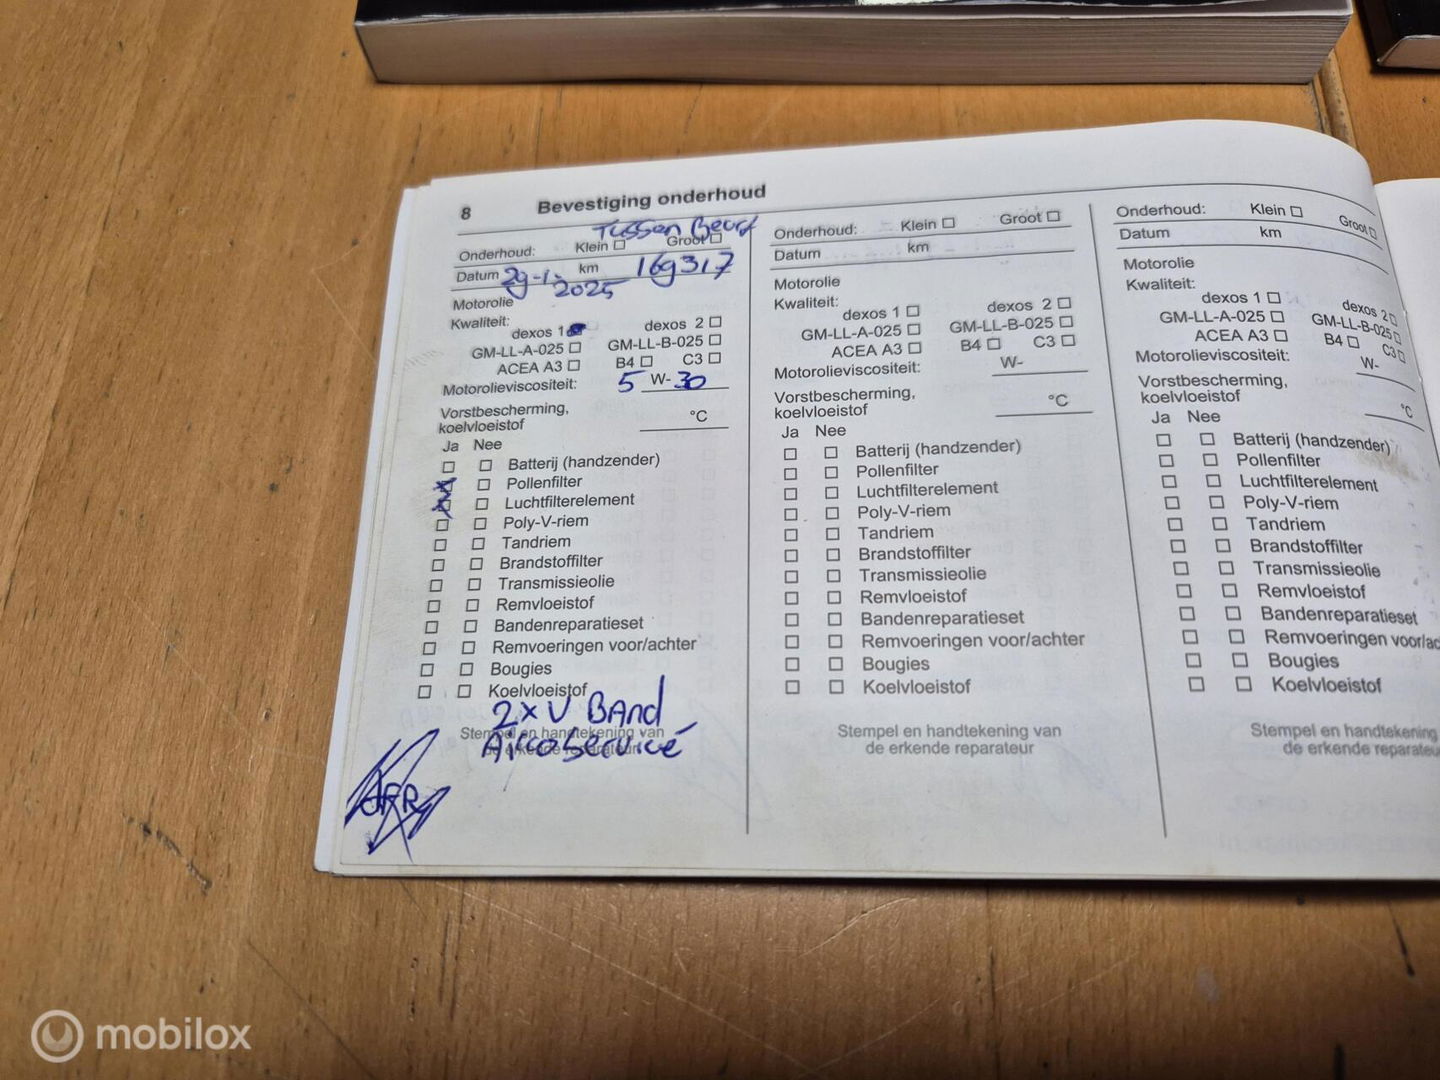 8 Bevestiging onderhoud
Tussen Beurt
Onderhoud: Klein ☐ Groot ☐
Datum 29-1-2025 km 169317
Motorolie
Kwaliteit:
dexos 1 dexos 2 ☐
GM-LL-A-025 ☐ GM-LL-B-025 ☐
ACEA A3 ☐ B4 ☐ C3 ☐
Motorolieviscositeit: 5 W- 30
Vorstbescherming,
koelvloeistof °C
Ja Nee
☐ ☐ Batterij (handzender)
☒ ☐ Pollenfilter
☒ ☐ Luchtfilterelement
☐ ☐ Poly-V-riem
☐ ☐ Tandriem
☐ ☐ Brandstoffilter
☐ ☐ Transmissieolie
☐ ☐ Remvloeistof
☐ ☐ Bandenreparatieset
☐ ☐ Remvoeringen voor/achter
☐ ☐ Bougies
☐ ☐ Koelvloeistof
2x V BAnd
Stempel en handtekening van
Aircoservicé
de erkende reparateur
Onderhoud: Klein ☐ Groot ☐
Datum km
Motorolie
Kwaliteit:
dexos 1 ☐ dexos 2 ☐
GM-LL-A-025 ☐ GM-LL-B-025 ☐
ACEA A3 ☐ B4 ☐ C3 ☐
Motorolieviscositeit: W-
Vorstbescherming,
koelvloeistof °C
Ja Nee
☐ ☐ Batterij (handzender)
☐ ☐ Pollenfilter
☐ ☐ Luchtfilterelement
☐ ☐ Poly-V-riem
☐ ☐ Tandriem
☐ ☐ Brandstoffilter
☐ ☐ Transmissieolie
☐ ☐ Remvloeistof
☐ ☐ Bandenreparatieset
☐ ☐ Remvoeringen voor/achter
☐ ☐ Bougies
☐ ☐ Koelvloeistof
Stempel en handtekening van
de erkende reparateur
Onderhoud: Klein ☐ Groot ☐
Datum km
Motorolie
Kwaliteit:
dexos 1 ☐ dexos 2 ☐
GM-LL-A-025 ☐ GM-LL-B-025 ☐
ACEA A3 ☐ B4 ☐ C3 ☐
Motorolieviscositeit: W-
Vorstbescherming,
koelvloeistof °C
Ja Nee
☐ ☐ Batterij (handzender)
☐ ☐ Pollenfilter
☐ ☐ Luchtfilterelement
☐ ☐ Poly-V-riem
☐ ☐ Tandriem
☐ ☐ Brandstoffilter
☐ ☐ Transmissieolie
☐ ☐ Remvloeistof
☐ ☐ Bandenreparatieset
☐ ☐ Remvoeringen voor/ac
☐ ☐ Bougies
☐ ☐ Koelvloeistof
Stempel en handtekening
de erkende reparateu
mobilox